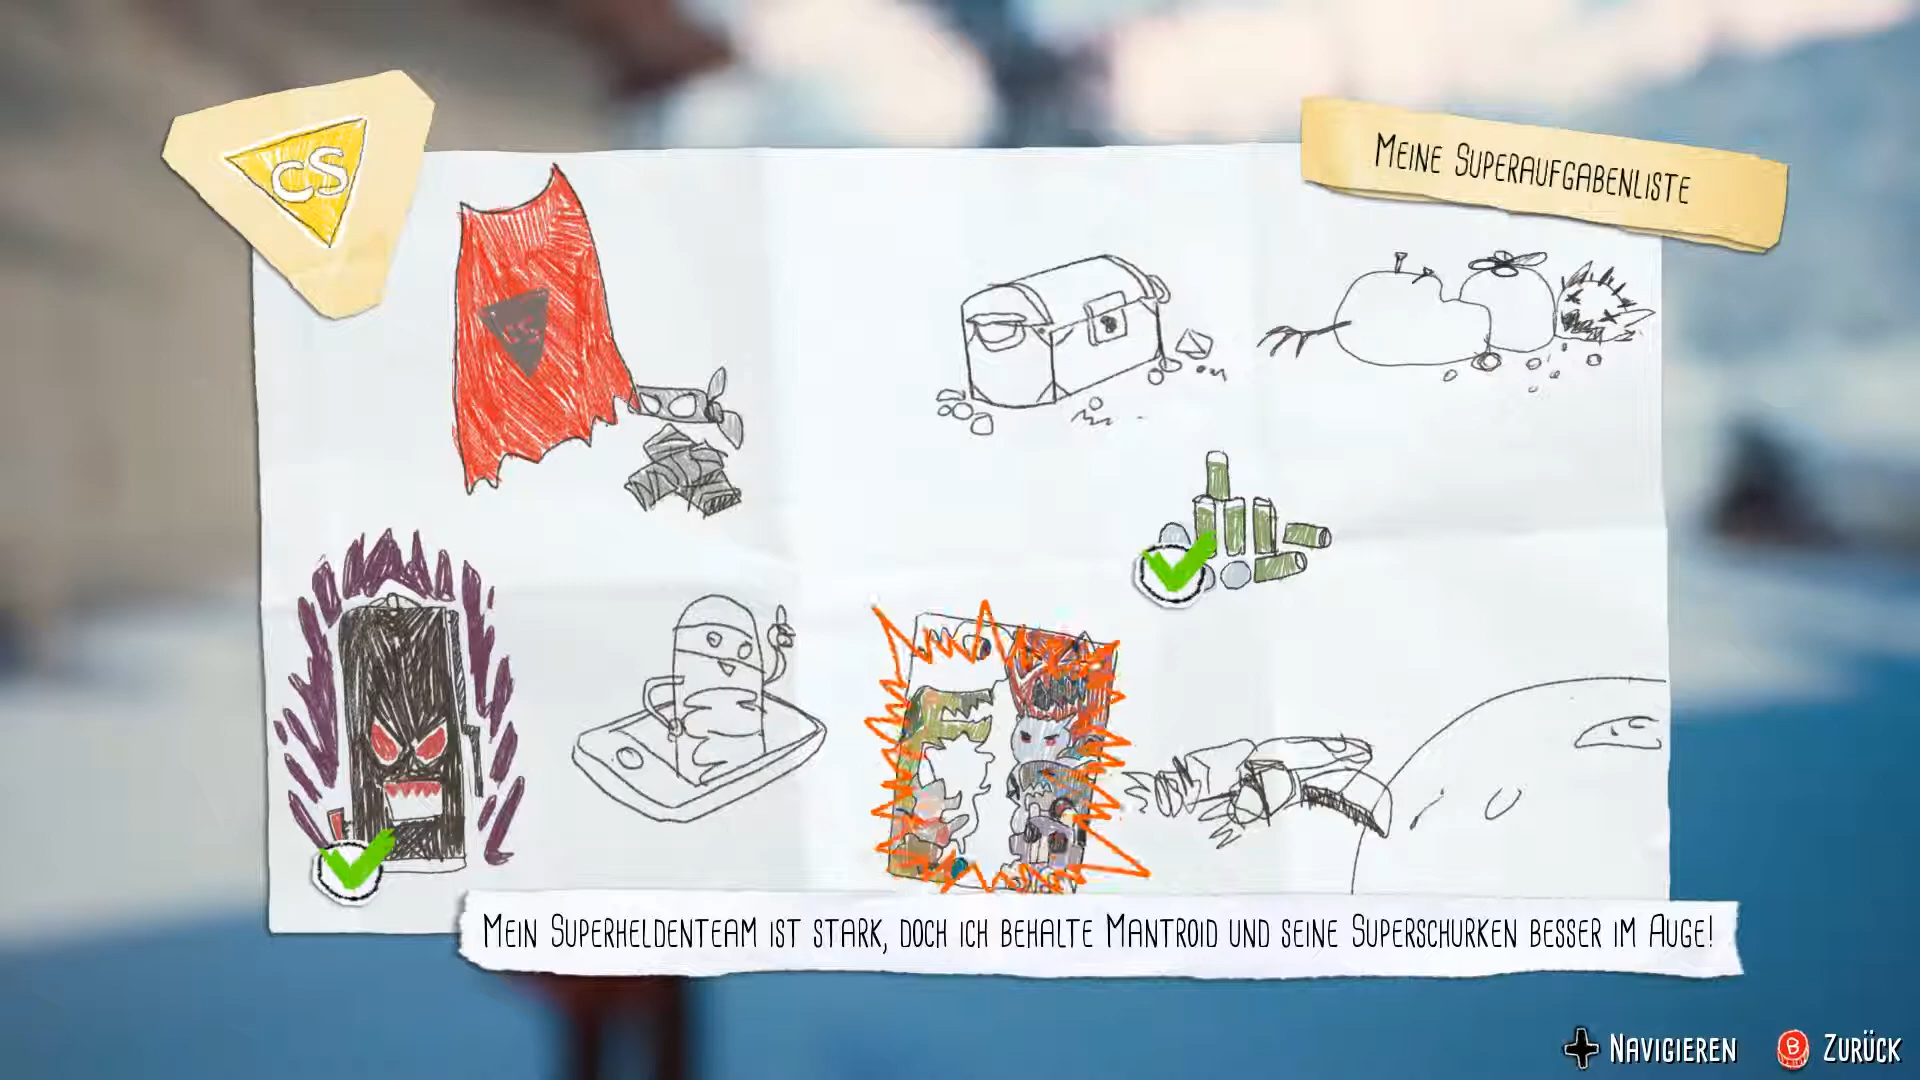 CS
MEINE SUPERAUFGABENLISTE
CS
MEIN SUPERHELDENTEAM IST STARK, DOCH ICH BEHALTE MANTROID UND SEINE SUPERSCHURKEN BESSER IM AUGE!
NAVIGIEREN
B ZURÜCK